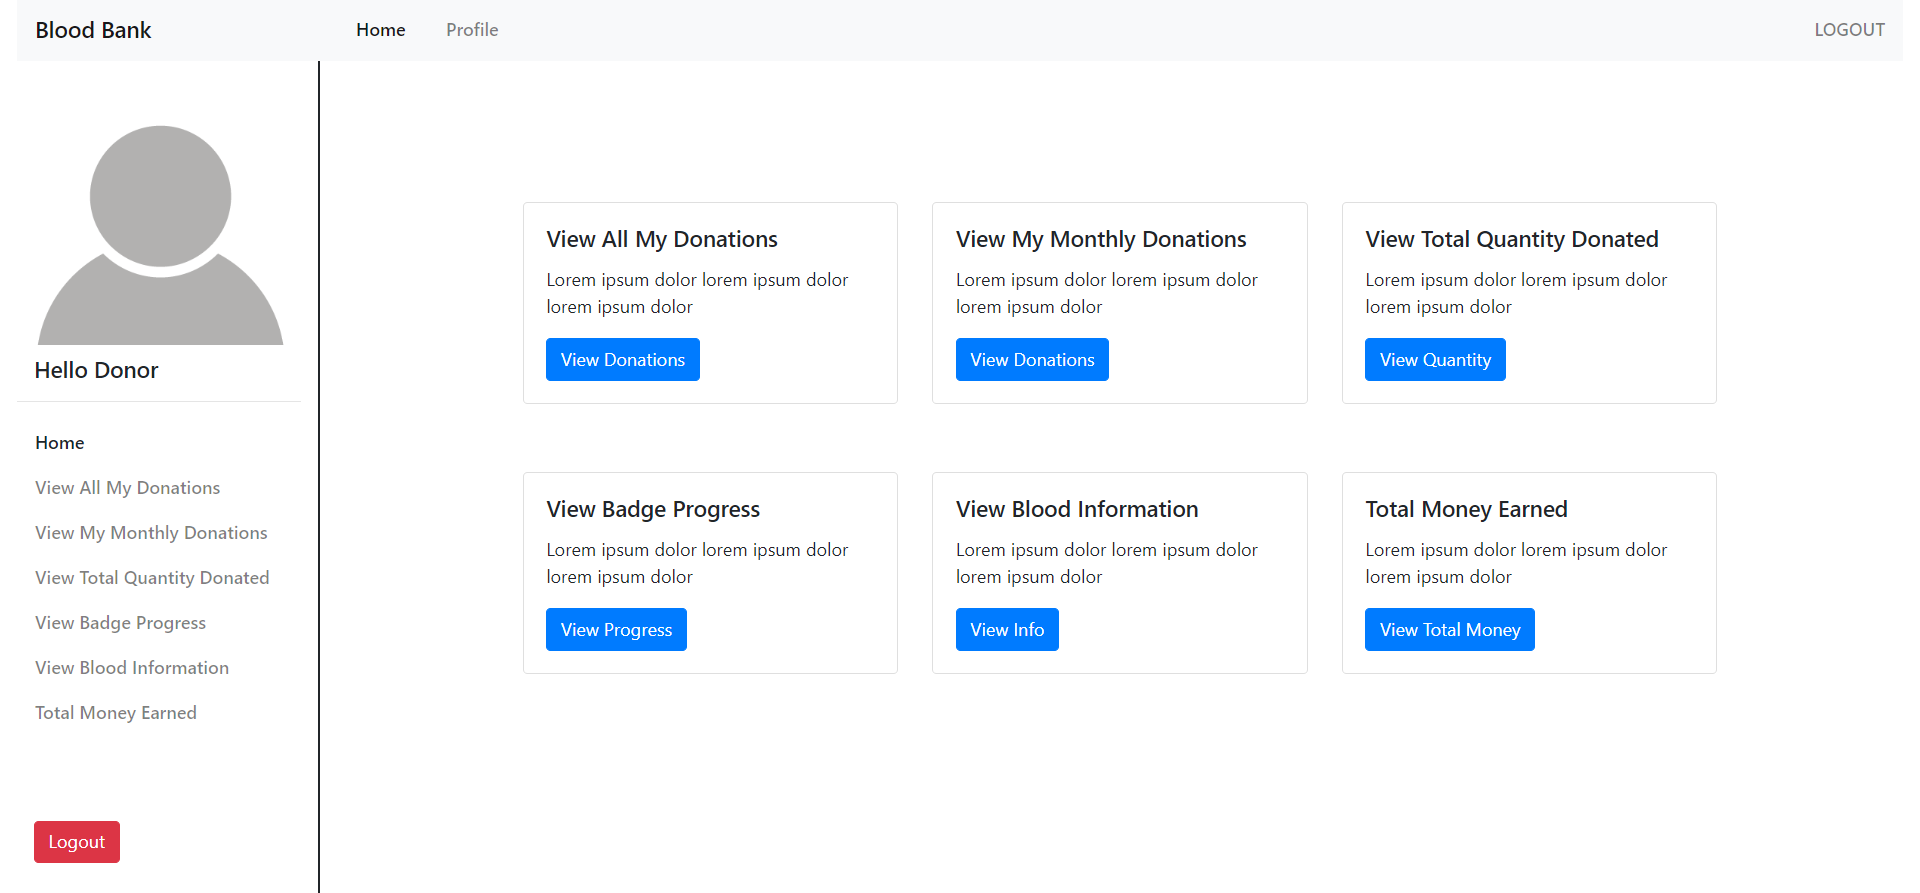 Blood Bank
Home
Profile
LOGOUT
Hello Donor
Home
View All My Donations
View My Monthly Donations
View Total Quantity Donated
View Badge Progress
View Blood Information
Total Money Earned
Logout
View All My Donations
Lorem ipsum dolor lorem ipsum dolor
lorem ipsum dolor
View Donations
View My Monthly Donations
Lorem ipsum dolor lorem ipsum dolor
lorem ipsum dolor
View Donations
View Total Quantity Donated
Lorem ipsum dolor lorem ipsum dolor
lorem ipsum dolor
View Quantity
View Badge Progress
Lorem ipsum dolor lorem ipsum dolor
lorem ipsum dolor
View Progress
View Blood Information
Lorem ipsum dolor lorem ipsum dolor
lorem ipsum dolor
View Info
Total Money Earned
Lorem ipsum dolor lorem ipsum dolor
lorem ipsum dolor
View Total Money